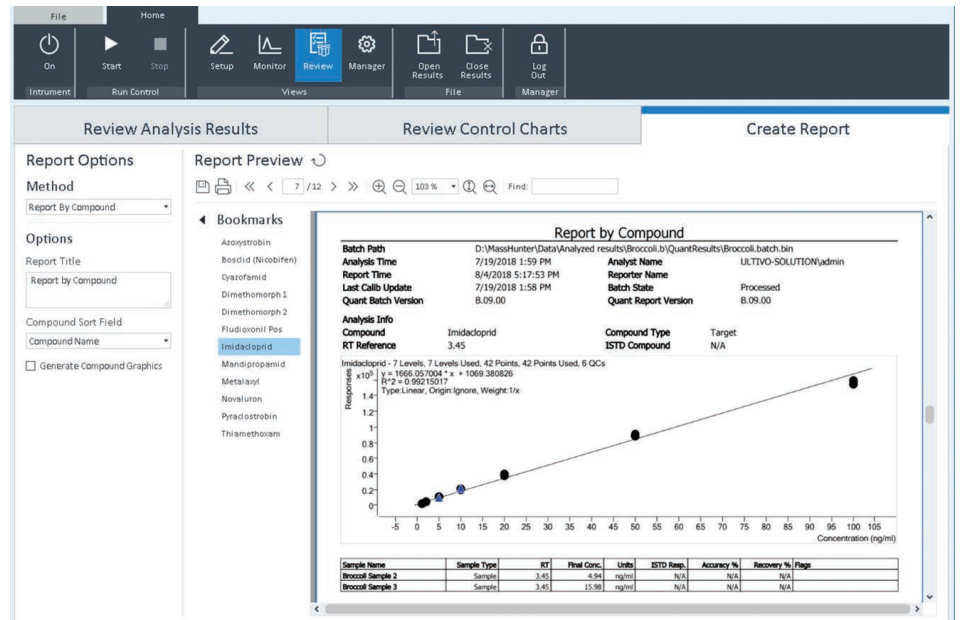 File Home
On Start Stop Setup Monitor Review Manager Open Results Close Results Log Out
Intrument Run Control Views File Manager
Review Analysis Results Review Control Charts Create Report
Report Options
Method
Report By Compound
Options
Report Title
Report by Compound
Compound Sort Field
Compound Name
Generate Compound Graphics
Report Preview
7 /12 103 % Find:
Bookmarks
Azoxystrobin
Bosclid (Nicobifen)
Cyazofamid
Dimethomorph 1
Dimethomorph 2
Fludioxonil Pos
Imidacloprid
Mandipropamid
Metalaxyl
Novaluron
Pyraclostrobin
Thiamethoxam
Report by Compound
Batch Path D:\MassHunter\Data\Analyzed results\Broccoli.b\QuantResults\Broccoli.batch.bin
Analysis Time 7/19/2018 1:59 PM Analyst Name ULTIVO-SOLUTION\admin
Report Time 8/4/2018 5:17:53 PM Reporter Name
Last Calib Update 7/19/2018 1:58 PM Batch State Processed
Quant Batch Version B.09.00 Quant Report Version B.09.00
Analysis Info
Compound Imidacloprid Compound Type Target
RT Reference 3.45 ISTD Compound N/A
Imidacloprid - 7 Levels, 7 Levels Used, 42 Points, 42 Points Used, 6 QCs
x10⁵ y = 1666.057004 * x + 1069.380826
R^2 = 0.99215017
Type:Linear, Origin:Ignore, Weight:1/x
Responses
1.4
1.2
1
0.8
0.6
0.4
0.2
0
-5 0 5 10 15 20 25 30 35 40 45 50 55 60 65 70 75 80 85 90 95 100 105
Concentration (ng/ml)
Sample Name Sample Type RT Final Conc. Units ISTD Resp. Accuracy % Recovery % Flags
Broccoli Sample 2 Sample 3.45 4.94 ng/ml N/A N/A N/A
Broccoli Sample 3 Sample 3.45 15.98 ng/ml N/A N/A N/A